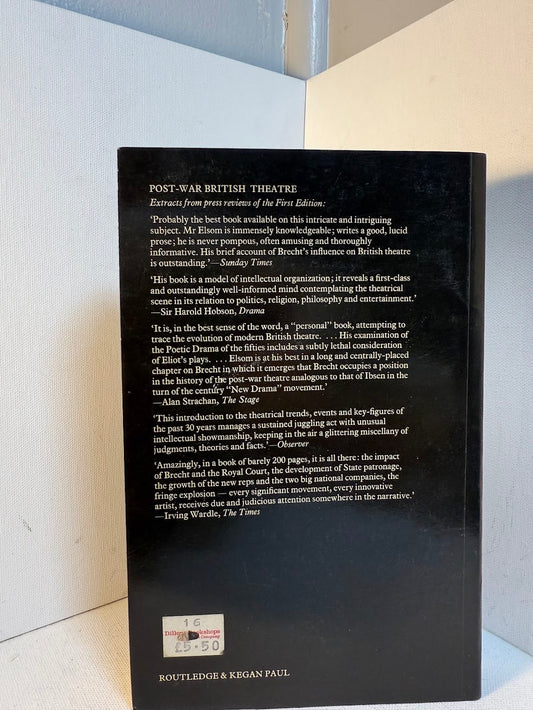 POST-WAR BRITISH THEATRE
Extracts from press reviews of the First Edition:
'Probably the best book available on this intricate and intriguing
subject. Mr Elsom is immensely knowledgeable; writes a good, lucid
prose; he is never pompous, often amusing and thoroughly
informative. His brief account of Brecht's influence on British theatre
is outstanding.'—Sunday Times
'His book is a model of intellectual organization; it reveals a first-class
and outstandingly well-informed mind contemplating the theatrical
scene in its relation to politics, religion, philosophy and entertainment.'
—Sir Harold Hobson, Drama
'It is, in the best sense of the word, a "personal" book, attempting to
trace the evolution of modern British theatre. . . . His examination of
the Poetic Drama of the fifties includes a subtly lethal consideration
of Eliot's plays. . . . Elsom is at his best in a long and centrally-placed
chapter on Brecht in which it emerges that Brecht occupies a position
in the history of the post-war theatre analogous to that of Ibsen in the
turn of the century "New Drama" movement.'
—Alan Strachan, The Stage
'This introduction to the theatrical trends, events and key-figures of
the past 30 years manages a sustained juggling act with unusual
intellectual showmanship, keeping in the air a glittering miscellany of
judgments, theories and facts.'—Observer
'Amazingly, in a book of barely 200 pages, it is all there: the impact
of Brecht and the Royal Court, the development of State patronage,
the growth of the new reps and the two big national companies, the
fringe explosion — every significant movement, every innovative
artist, receives due and judicious attention somewhere in the narrative.'
—Irving Wardle, The Times
16
£5·50
ROUTLEDGE & KEGAN PAUL